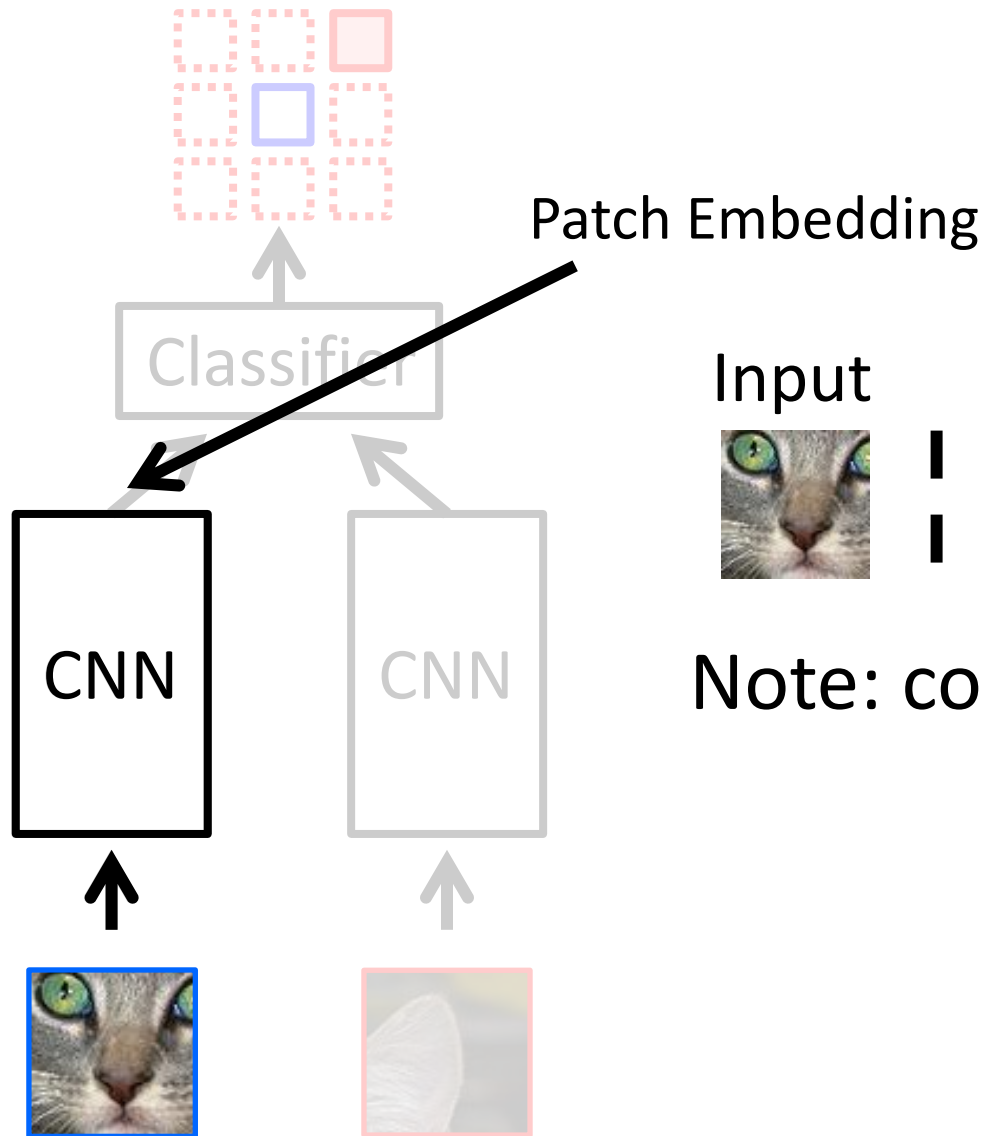 Patch Embedding
Classifier
Input
CNN
CNN
Note: co